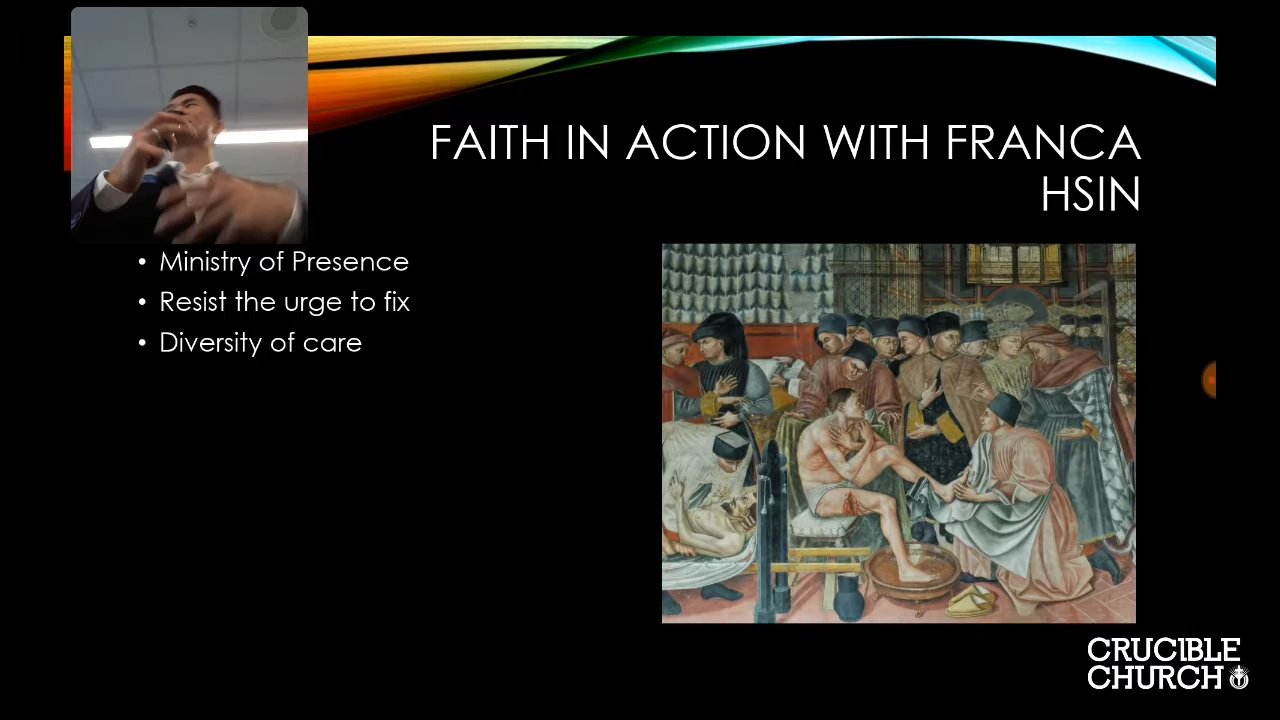 FAITH IN ACTION WITH FRANCA
HSIN
• Ministry of Presence
• Resist the urge to fix
• Diversity of care
CRUCIBLE
CHURCH